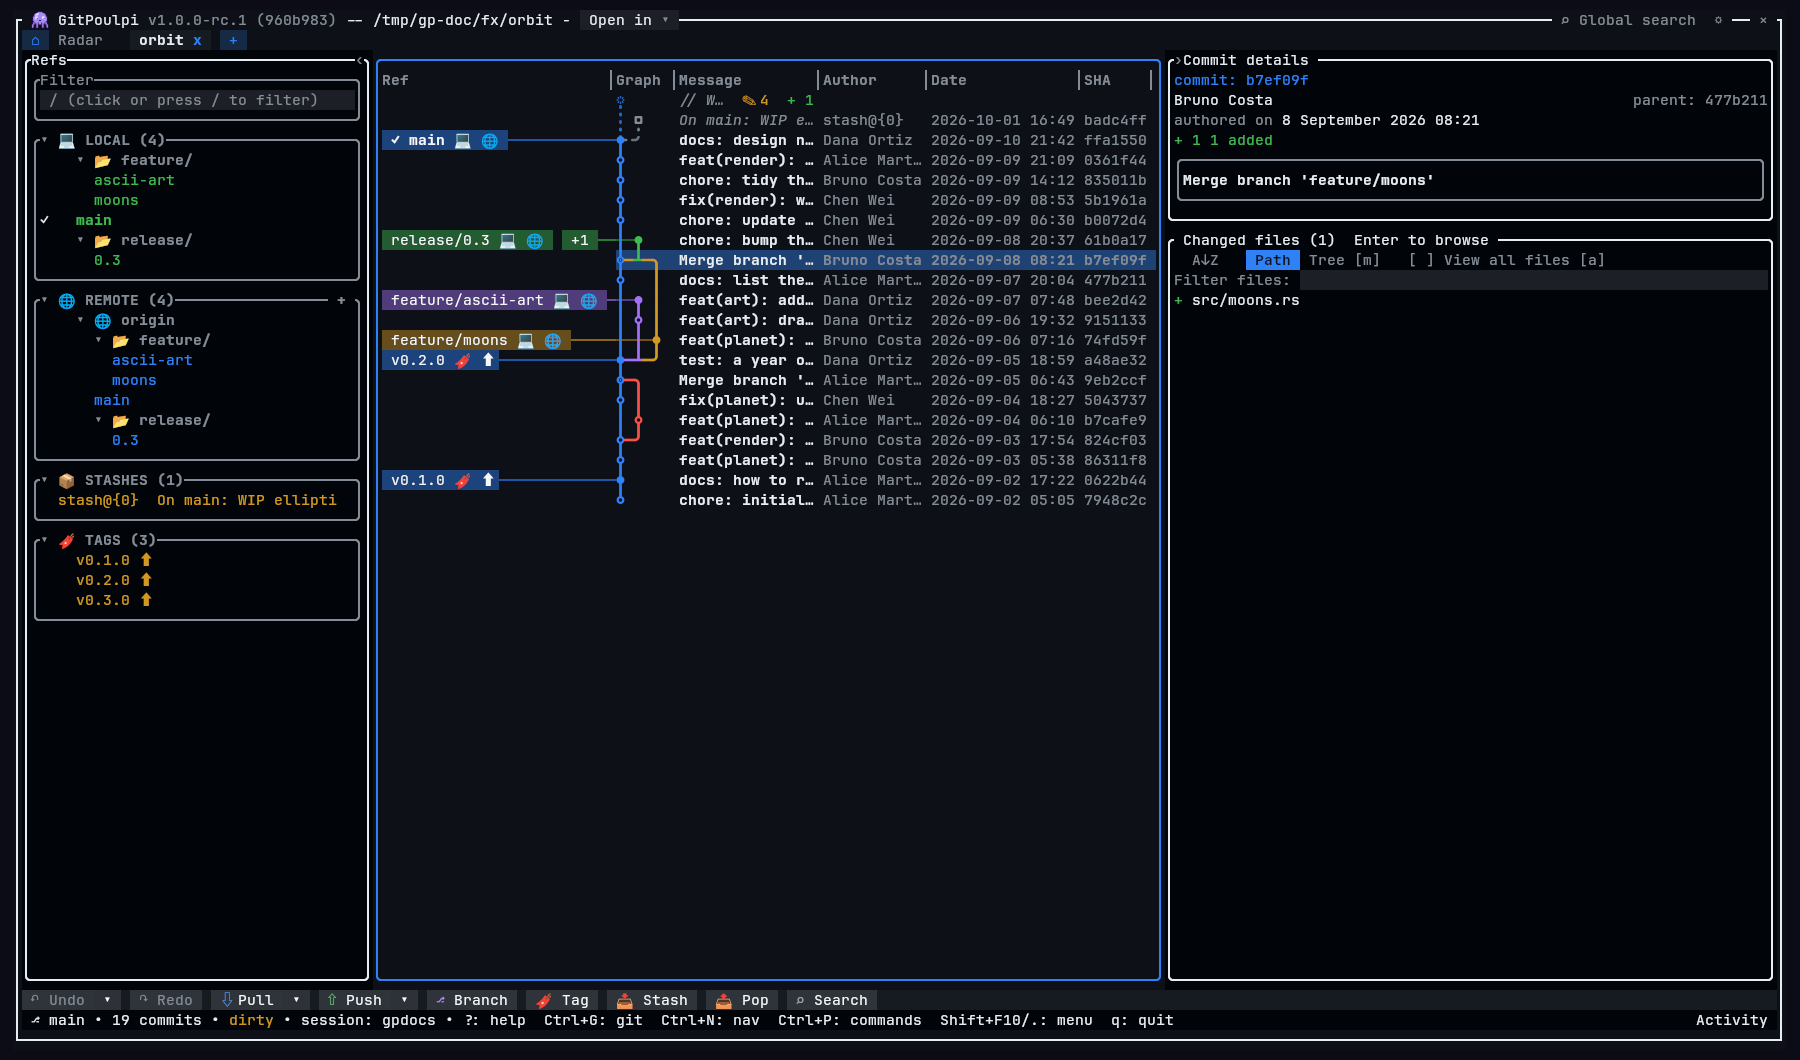 GitPoulpi v1.0.0-rc.1 (960b983) —— /tmp/gp-doc/fx/orbit - Open in ▾ ⌕ Global search ☼ — ×
⌂ Radar orbit x +
Refs ‹
Filter
/ (click or press / to filter)
▾ 💻 LOCAL (4)
▾ 📂 feature/
ascii-art
moons
✓ main
▾ 📂 release/
0.3
▾ 🌐 REMOTE (4) +
▾ 🌐 origin
▾ 📂 feature/
ascii-art
moons
main
▾ 📂 release/
0.3
▾ 📦 STASHES (1)
stash@{0} On main: WIP ellipti
▾ 🔖 TAGS (3)
v0.1.0 ⬆
v0.2.0 ⬆
v0.3.0 ⬆
Ref Graph Message Author Date SHA
// W… ✎ 4 + 1
On main: WIP e… stash@{0} 2026-10-01 16:49 badc4ff
✓ main 💻 🌐 docs: design n… Dana Ortiz 2026-09-10 21:42 ffa1550
feat(render): … Alice Mart… 2026-09-09 21:09 0361f44
chore: tidy th… Bruno Costa 2026-09-09 14:12 835011b
fix(render): w… Chen Wei 2026-09-09 08:53 5b1961a
chore: update … Chen Wei 2026-09-09 06:30 b0072d4
release/0.3 💻 🌐 +1 chore: bump th… Chen Wei 2026-09-08 20:37 61b0a17
Merge branch '… Bruno Costa 2026-09-08 08:21 b7ef09f
docs: list the… Alice Mart… 2026-09-07 20:04 477b211
feature/ascii-art 💻 🌐 feat(art): add… Dana Ortiz 2026-09-07 07:48 bee2d42
feat(art): dra… Dana Ortiz 2026-09-06 19:32 9151133
feature/moons 💻 🌐 feat(planet): … Bruno Costa 2026-09-06 07:16 74fd59f
v0.2.0 🔖 ⬆ test: a year o… Dana Ortiz 2026-09-05 18:59 a48ae32
Merge branch '… Alice Mart… 2026-09-05 06:43 9eb2ccf
fix(planet): u… Chen Wei 2026-09-04 18:27 5043737
feat(planet): … Alice Mart… 2026-09-04 06:10 b7cafe9
feat(render): … Bruno Costa 2026-09-03 17:54 824cf03
feat(planet): … Bruno Costa 2026-09-03 05:38 86311f8
v0.1.0 🔖 ⬆ docs: how to r… Alice Mart… 2026-09-02 17:22 0622b44
chore: initial… Alice Mart… 2026-09-02 05:05 7948c2c
› Commit details
commit: b7ef09f
Bruno Costa parent: 477b211
authored on 8 September 2026 08:21
+ 1 1 added
Merge branch 'feature/moons'
Changed files (1) Enter to browse
A↓Z Path Tree [m] [ ] View all files [a]
Filter files:
+ src/moons.rs
↶ Undo ▾ ↷ Redo ⇩ Pull ▾ ⇧ Push ▾ ⎇ Branch 🔖 Tag 📥 Stash 📤 Pop ⌕ Search
⎇ main • 19 commits • dirty • session: gpdocs • ?: help Ctrl+G: git Ctrl+N: nav Ctrl+P: commands Shift+F10/.: menu q: quit Activity